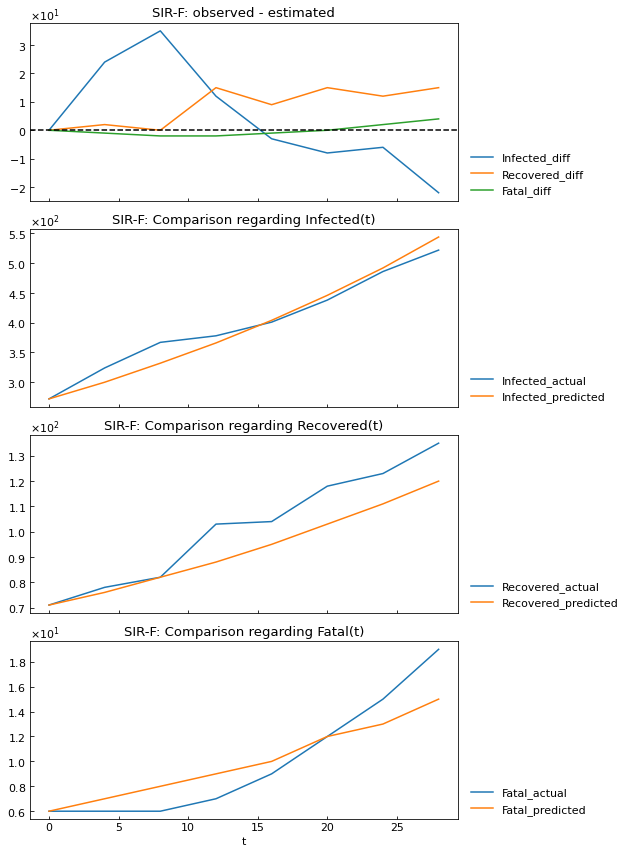 SIR-F: observed - estimated
×10¹
3
2
1
0
−1
−2
Infected_diff
Recovered_diff
Fatal_diff
SIR-F: Comparison regarding Infected(t)
×10²
5.5
5.0
4.5
4.0
3.5
3.0
Infected_actual
Infected_predicted
SIR-F: Comparison regarding Recovered(t)
×10²
1.3
1.2
1.1
1.0
0.9
0.8
0.7
Recovered_actual
Recovered_predicted
SIR-F: Comparison regarding Fatal(t)
×10¹
1.8
1.6
1.4
1.2
1.0
0.8
0.6
Fatal_actual
Fatal_predicted
0 5 10 15 20 25
t